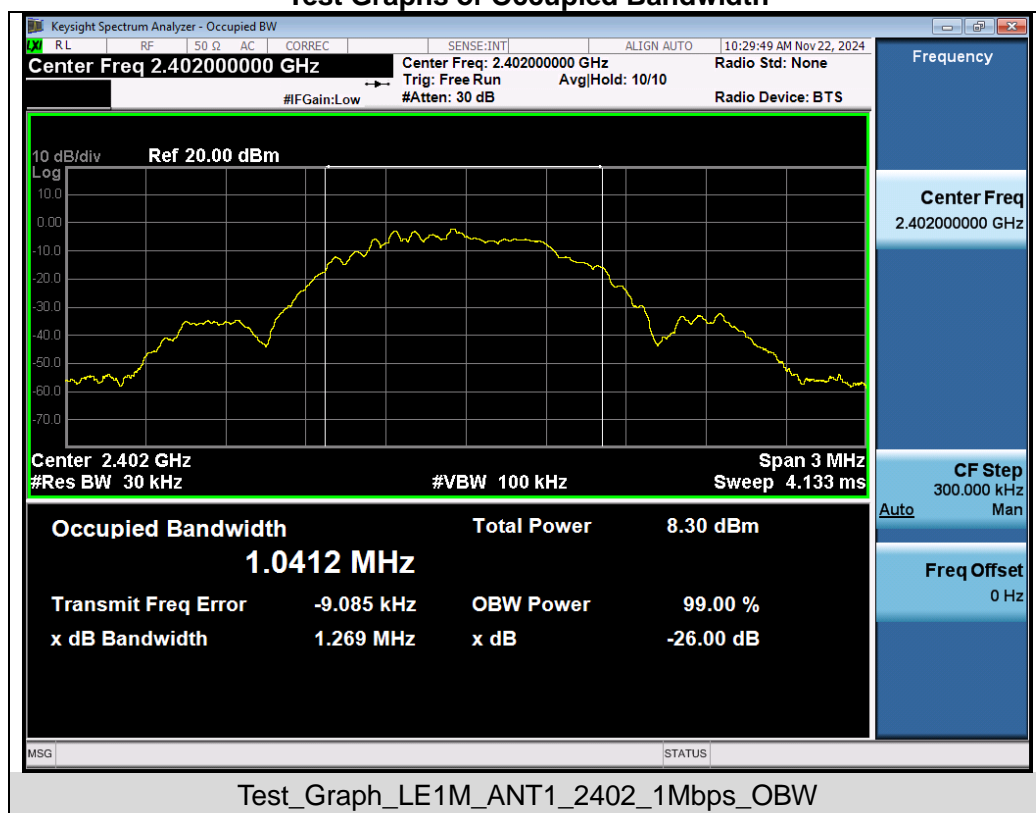 Test Graphs of Occupied Bandwidth
Keysight Spectrum Analyzer - Occupied BW
LXI RL RF 50 Ω AC CORREC SENSE:INT ALIGN AUTO 10:29:49 AM Nov 22, 2024
Center Freq 2.402000000 GHz
Center Freq: 2.402000000 GHz Radio Std: None
Trig: Free Run Avg|Hold: 10/10
#IFGain:Low #Atten: 30 dB Radio Device: BTS
10 dB/div Ref 20.00 dBm
Log
10.0
0.00
-10.0
-20.0
-30.0
-40.0
-50.0
-60.0
-70.0
Center 2.402 GHz Span 3 MHz
#Res BW 30 kHz #VBW 100 kHz Sweep 4.133 ms
Occupied Bandwidth Total Power 8.30 dBm
1.0412 MHz
Transmit Freq Error -9.085 kHz OBW Power 99.00 %
x dB Bandwidth 1.269 MHz x dB -26.00 dB
Frequency
Center Freq
2.402000000 GHz
CF Step
300.000 kHz
Auto Man
Freq Offset
0 Hz
MSG STATUS
Test_Graph_LE1M_ANT1_2402_1Mbps_OBW